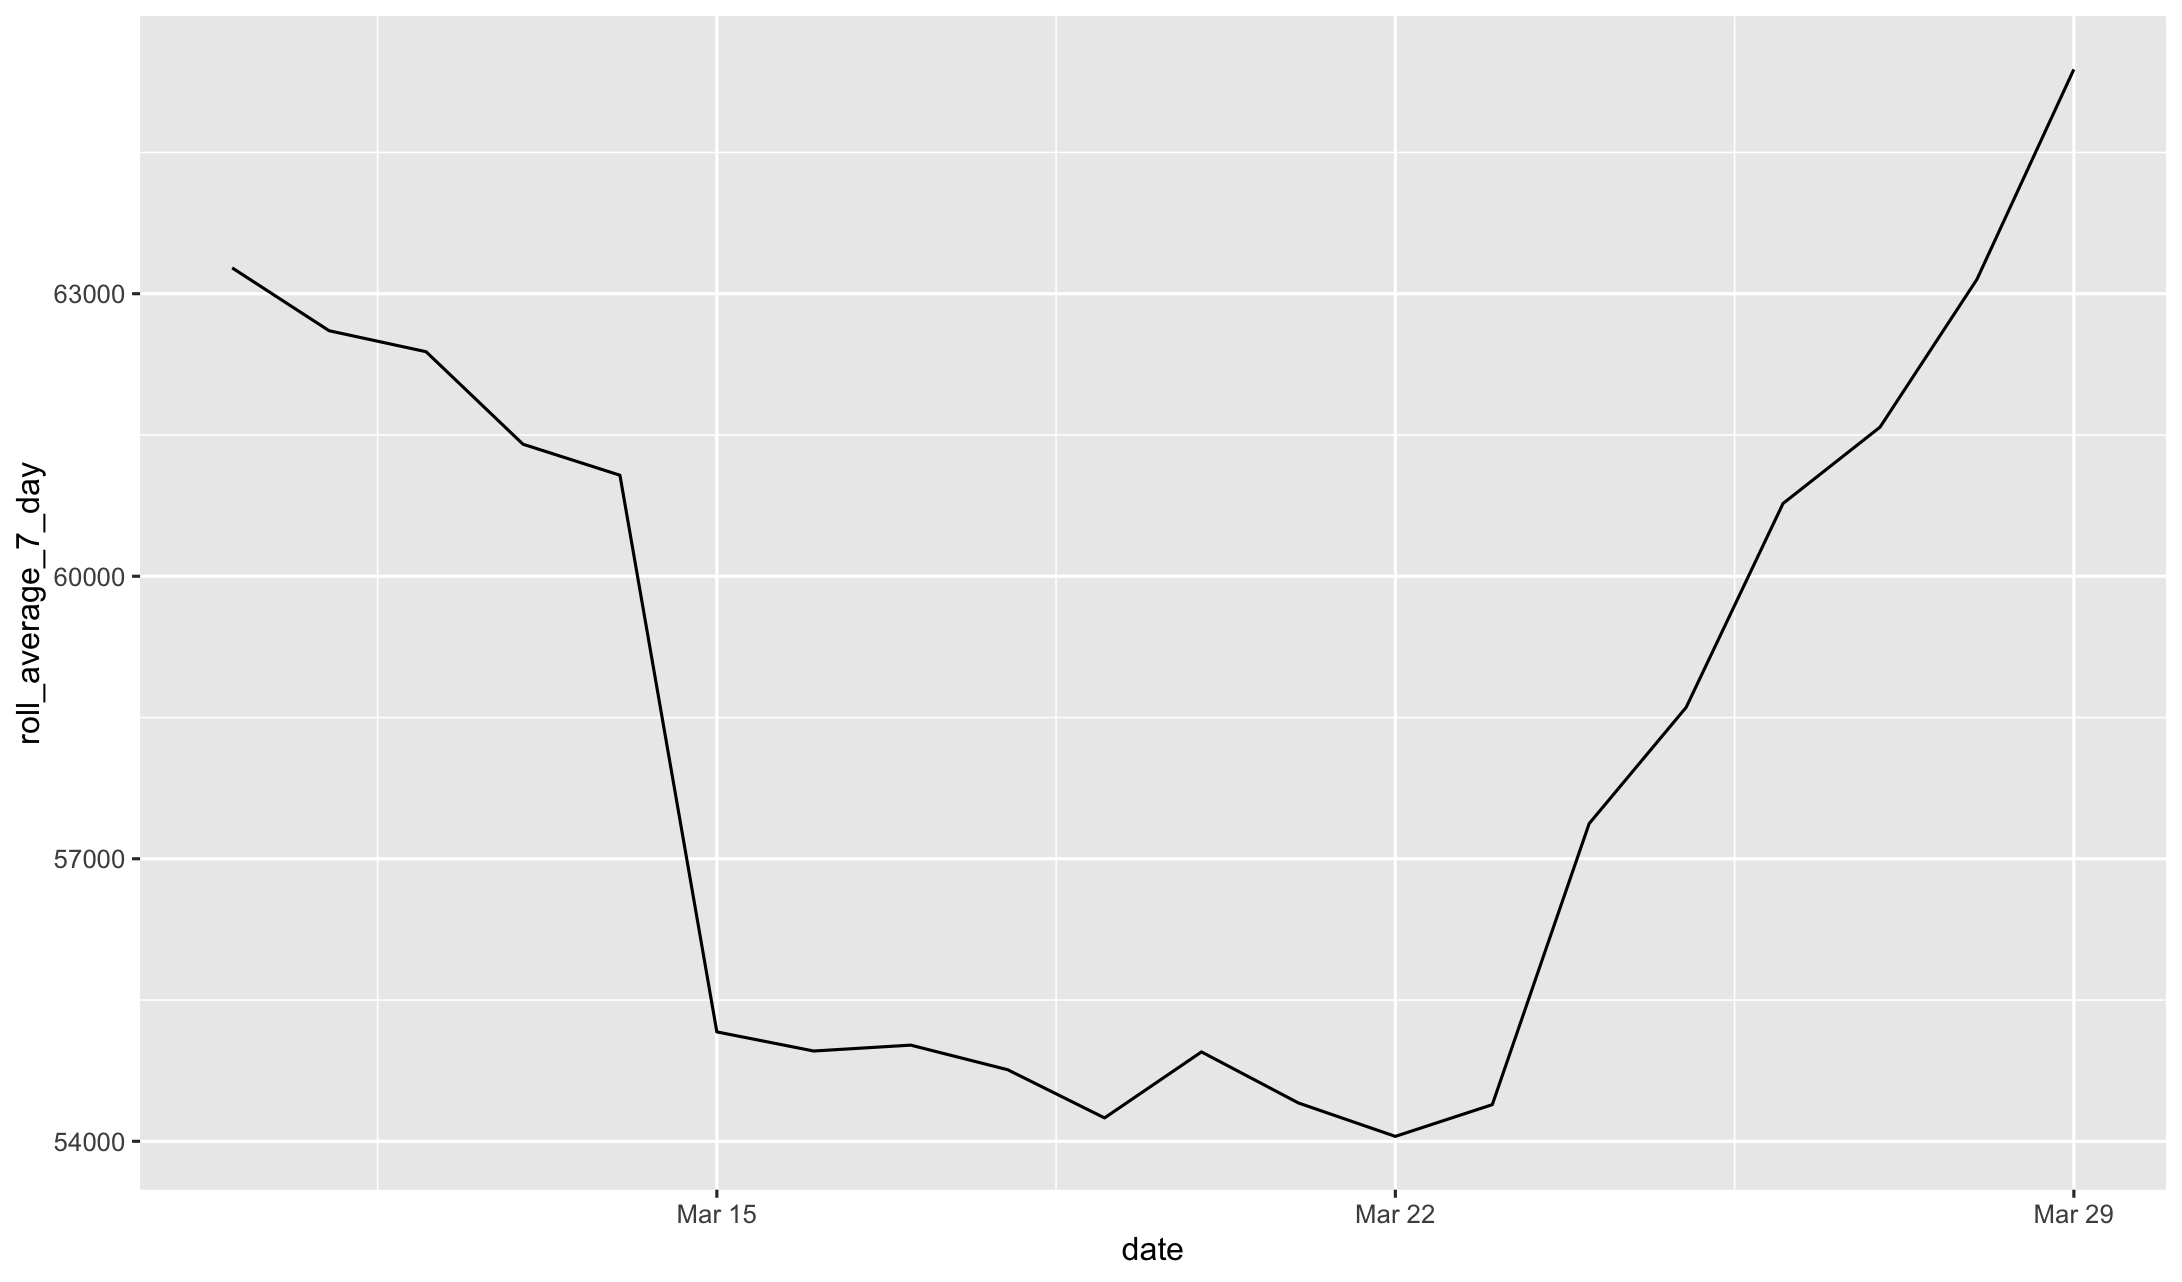 roll_average_7_day
63000
60000
57000
54000
Mar 15
Mar 22
Mar 29
date